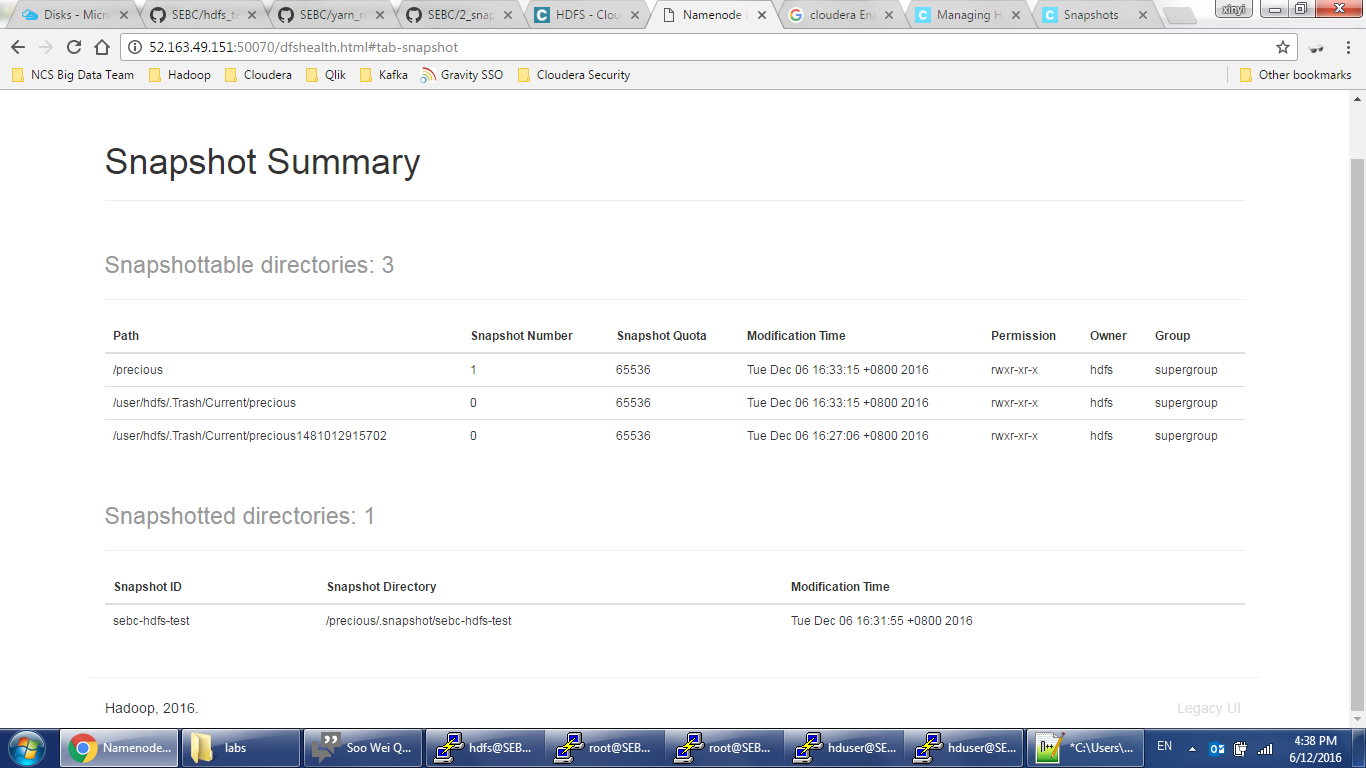 Disks - Micro
SEBC/hdfs_te
SEBC/yarn_m
SEBC/2_snap
HDFS - Clou
Namenode i
cloudera Ena
Managing H
Snapshots
xinyi
52.163.49.151:50070/dfshealth.html#tab-snapshot
NCS Big Data Team Hadoop Cloudera Qlik Kafka Gravity SSO Cloudera Security Other bookmarks
Snapshot Summary
Snapshottable directories: 3
Path Snapshot Number Snapshot Quota Modification Time Permission Owner Group
/precious 1 65536 Tue Dec 06 16:33:15 +0800 2016 rwxr-xr-x hdfs supergroup
/user/hdfs/.Trash/Current/precious 0 65536 Tue Dec 06 16:33:15 +0800 2016 rwxr-xr-x hdfs supergroup
/user/hdfs/.Trash/Current/precious1481012915702 0 65536 Tue Dec 06 16:27:06 +0800 2016 rwxr-xr-x hdfs supergroup
Snapshotted directories: 1
Snapshot ID Snapshot Directory Modification Time
sebc-hdfs-test /precious/.snapshot/sebc-hdfs-test Tue Dec 06 16:31:55 +0800 2016
Hadoop, 2016. Legacy UI
Namenode... labs Soo Wei Q... hdfs@SEB... root@SEB... root@SEB... hduser@SE... hduser@SE... *C:\Users\... EN 4:38 PM
6/12/2016